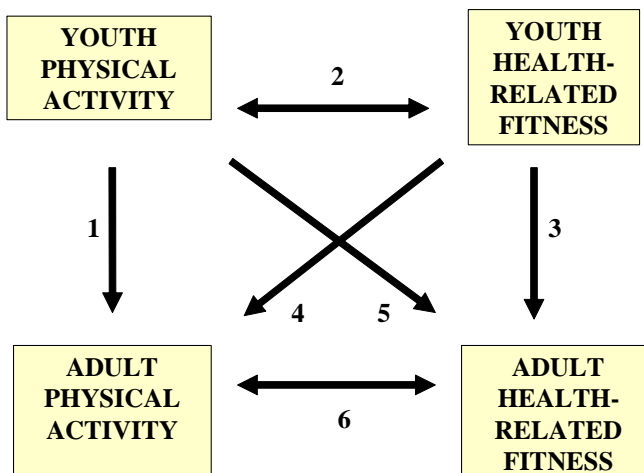 YOUTH
PHYSICAL
ACTIVITY
2
YOUTH
HEALTH-
RELATED
FITNESS
1
3
4
5
ADULT
PHYSICAL
ACTIVITY
6
ADULT
HEALTH-
RELATED
FITNESS